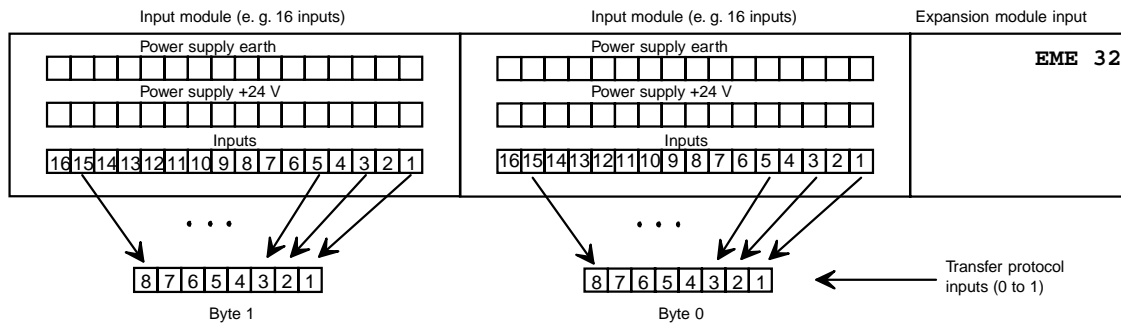 Input module (e. g. 16 inputs) Input module (e. g. 16 inputs) Expansion module input
Power supply earth Power supply earth EME 32
Power supply +24 V Power supply +24 V
Inputs Inputs
16 15 14 13 12 11 10 9 8 7 6 5 4 3 2 1 16 15 14 13 12 11 10 9 8 7 6 5 4 3 2 1
. . . . . .
8 7 6 5 4 3 2 1 8 7 6 5 4 3 2 1 Transfer protocol
inputs (0 to 1)
Byte 1 Byte 0